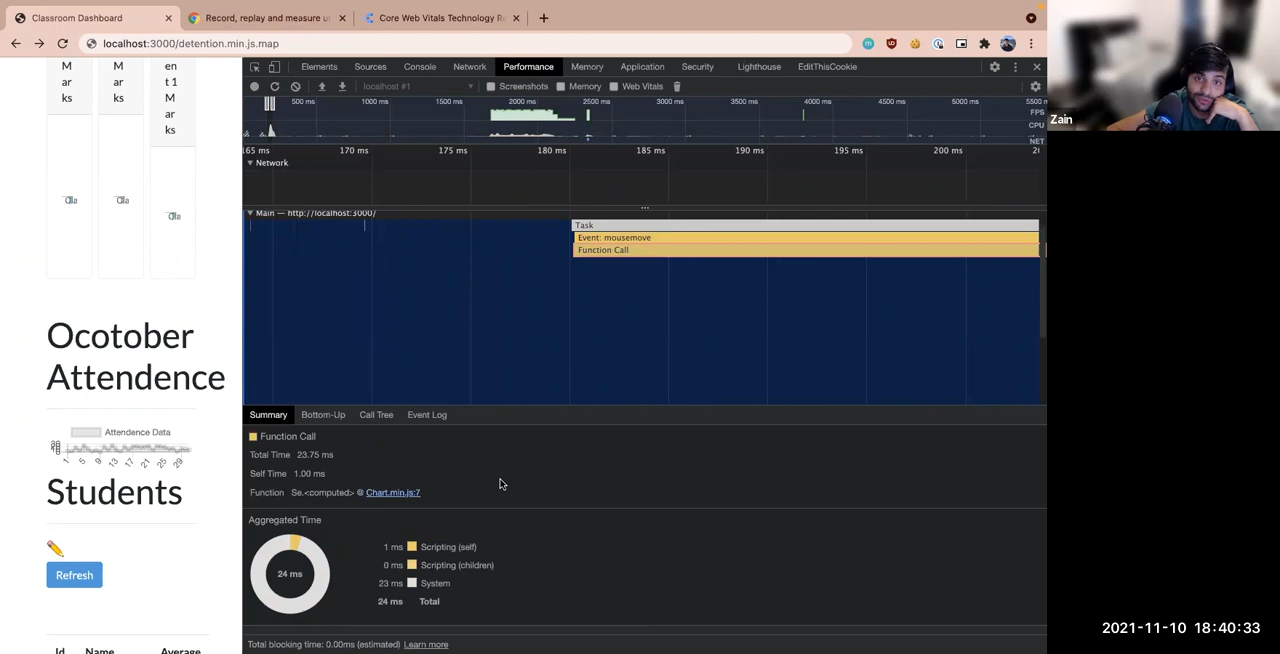 Classroom Dashboard
Record, replay and measure u
Core Web Vitals Technology R
localhost:3000/detention.min.js.map
M
ar
ks
M
ar
ks
en
t 1
M
ar
ks
Ocotober
Attendence
Attendence Data
1 5 9 13 17 21 25 29
Students
Refresh
Id Name Average
Elements Sources Console Network Performance Memory Application Security Lighthouse EditThisCookie
localhost #1 Screenshots Memory Web Vitals
500 ms 1000 ms 1500 ms 2000 ms 2500 ms 3000 ms 3500 ms 4000 ms 4500 ms 5000 ms 5500
FPS
CPU
NET
165 ms 170 ms 175 ms 180 ms 185 ms 190 ms 195 ms 200 ms
Network
Main — http://localhost:3000/
Task
Event: mousemove
Function Call
Summary Bottom-Up Call Tree Event Log
Function Call
Total Time 23.75 ms
Self Time 1.00 ms
Function Se.<computed> @ Chart.min.js:7
Aggregated Time
24 ms
1 ms Scripting (self)
0 ms Scripting (children)
23 ms System
24 ms Total
Total blocking time: 0.00ms (estimated) Learn more
Zain
2021-11-10 18:40:33